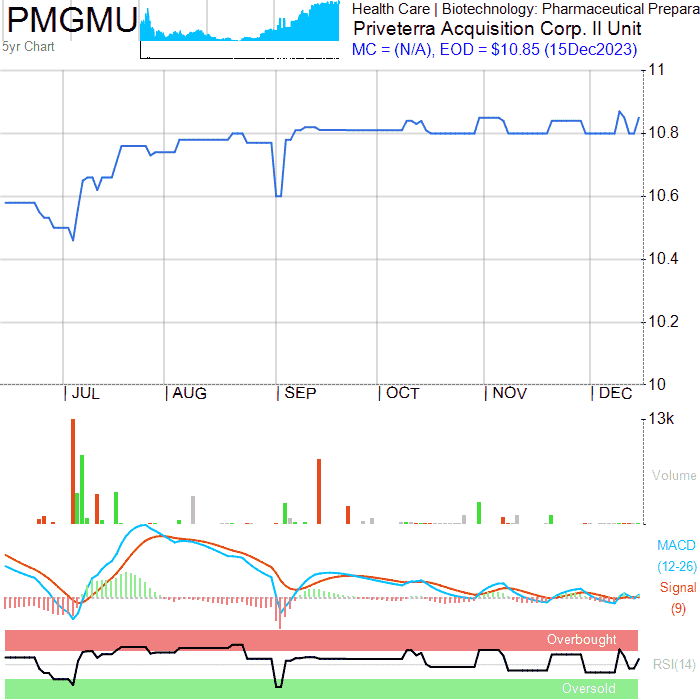 PMGMU
5yr Chart
Health Care | Biotechnology: Pharmaceutical Prepara
Priveterra Acquisition Corp. II Unit
MC = (N/A), EOD = $10.85 (15Dec2023)
11
10.8
10.6
10.4
10.2
10
JUL AUG SEP OCT NOV DEC
13k
Volume
MACD
(12-26)
Signal
(9)
Overbought
RSI(14)
Oversold